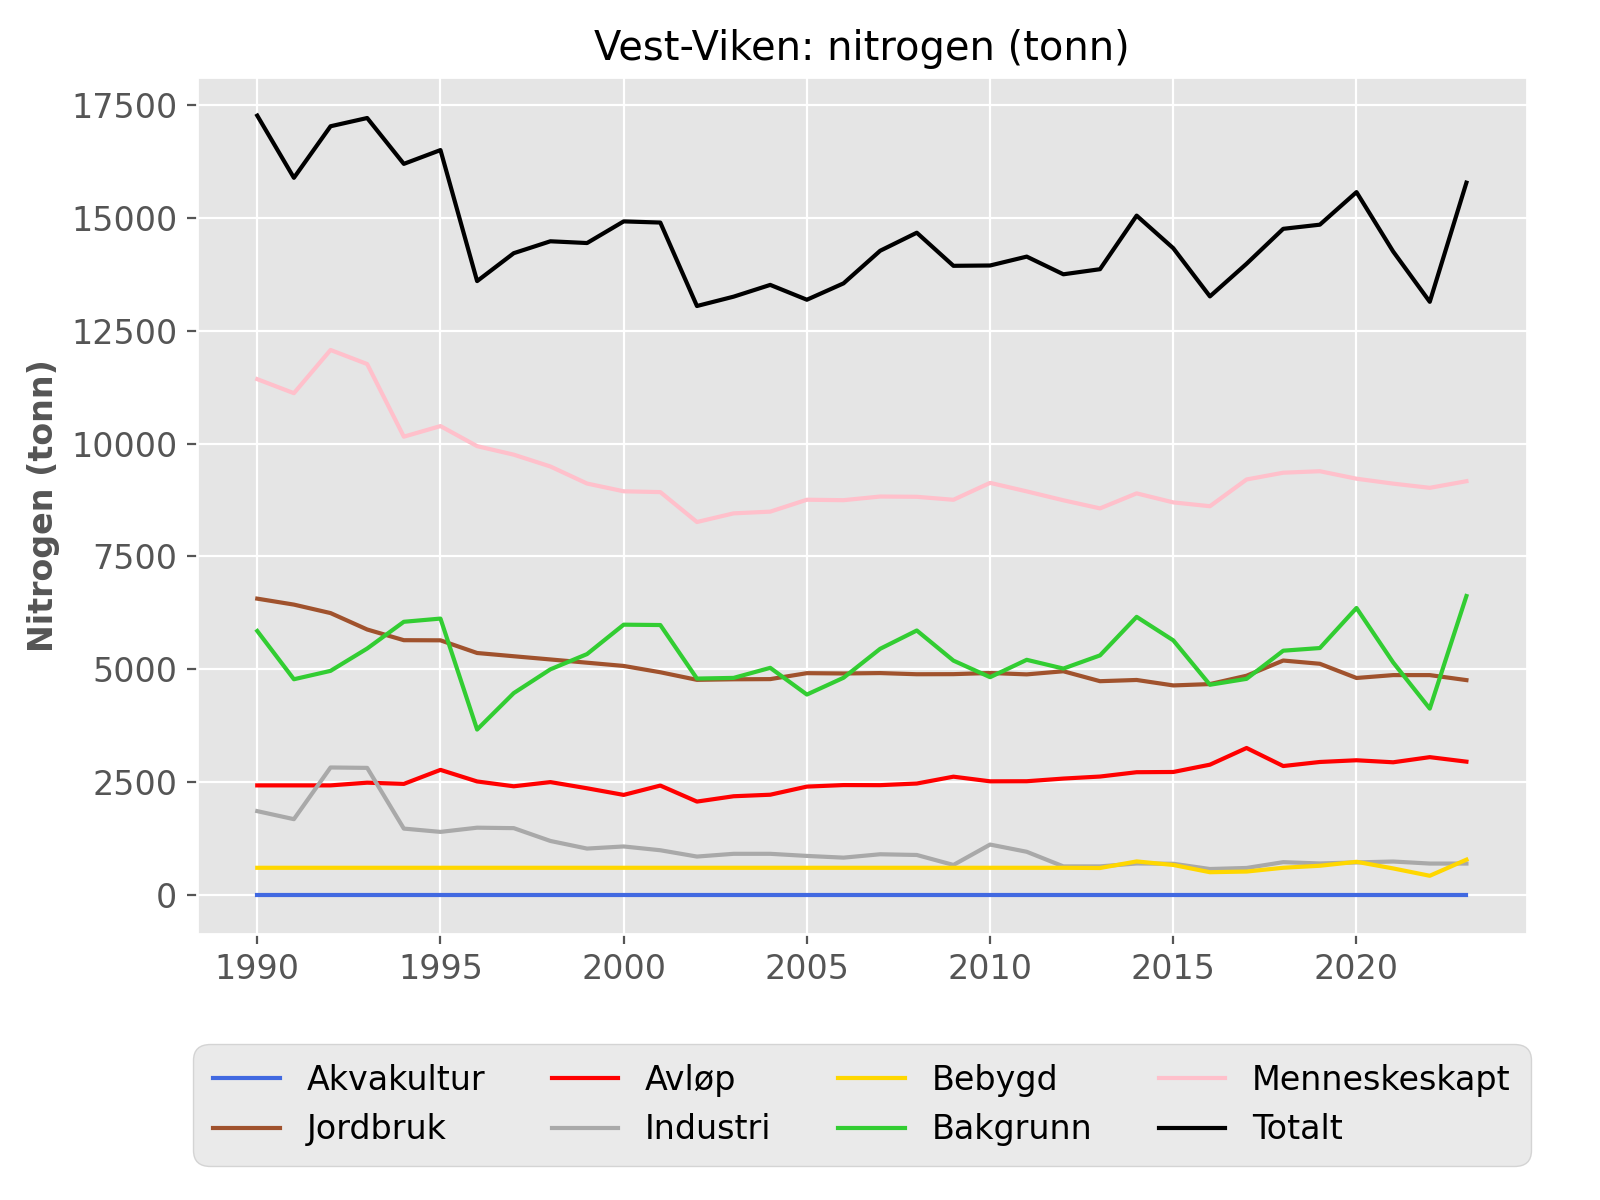 Vest-Viken: nitrogen (tonn)
17500
15000
12500
10000
7500
5000
2500
0
Nitrogen (tonn)
1990 1995 2000 2005 2010 2015 2020
Akvakultur Avløp Bebygd Menneskeskapt
Jordbruk Industri Bakgrunn Totalt